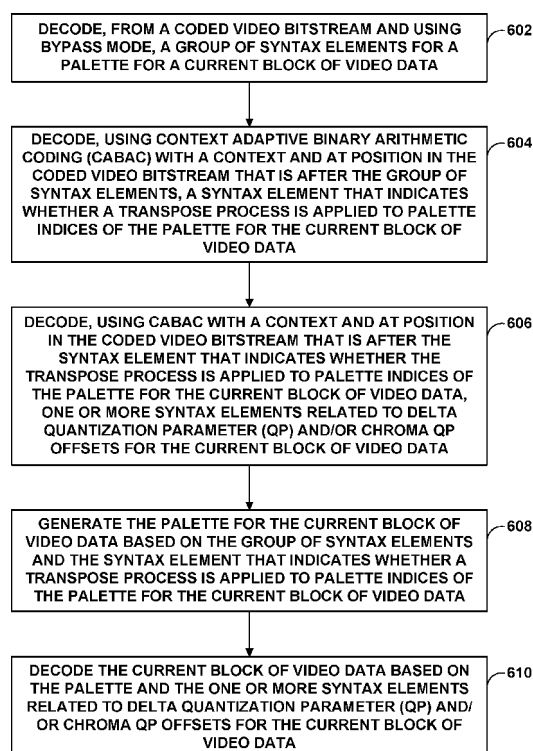 DECODE, FROM A CODED VIDEO BITSTREAM AND USING
BYPASS MODE, A GROUP OF SYNTAX ELEMENTS FOR A
PALETTE FOR A CURRENT BLOCK OF VIDEO DATA
602
DECODE, USING CONTEXT ADAPTIVE BINARY ARITHMETIC
CODING (CABAC) WITH A CONTEXT AND AT POSITION IN THE
CODED VIDEO BITSTREAM THAT IS AFTER THE GROUP OF
SYNTAX ELEMENTS, A SYNTAX ELEMENT THAT INDICATES
WHETHER A TRANSPOSE PROCESS IS APPLIED TO PALETTE
INDICES OF THE PALETTE FOR THE CURRENT BLOCK OF
VIDEO DATA
604
DECODE, USING CABAC WITH A CONTEXT AND AT POSITION
IN THE CODED VIDEO BITSTREAM THAT IS AFTER THE
SYNTAX ELEMENT THAT INDICATES WHETHER THE
TRANSPOSE PROCESS IS APPLIED TO PALETTE INDICES OF
THE PALETTE FOR THE CURRENT BLOCK OF VIDEO DATA,
ONE OR MORE SYNTAX ELEMENTS RELATED TO DELTA
QUANTIZATION PARAMETER (QP) AND/OR CHROMA QP
OFFSETS FOR THE CURRENT BLOCK OF VIDEO DATA
606
GENERATE THE PALETTE FOR THE CURRENT BLOCK OF
VIDEO DATA BASED ON THE GROUP OF SYNTAX ELEMENTS
AND THE SYNTAX ELEMENT THAT INDICATES WHETHER A
TRANSPOSE PROCESS IS APPLIED TO PALETTE INDICES OF
THE PALETTE FOR THE CURRENT BLOCK OF VIDEO DATA
608
DECODE THE CURRENT BLOCK OF VIDEO DATA BASED ON
THE PALETTE AND THE ONE OR MORE SYNTAX ELEMENTS
RELATED TO DELTA QUANTIZATION PARAMETER (QP) AND/
OR CHROMA QP OFFSETS FOR THE CURRENT BLOCK OF
VIDEO DATA
610